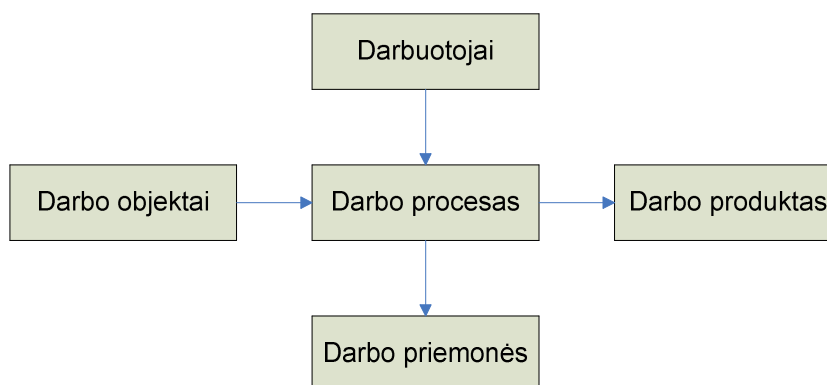 Darbuotojai
Darbo objektai
Darbo procesas
Darbo produktas
Darbo priemonės